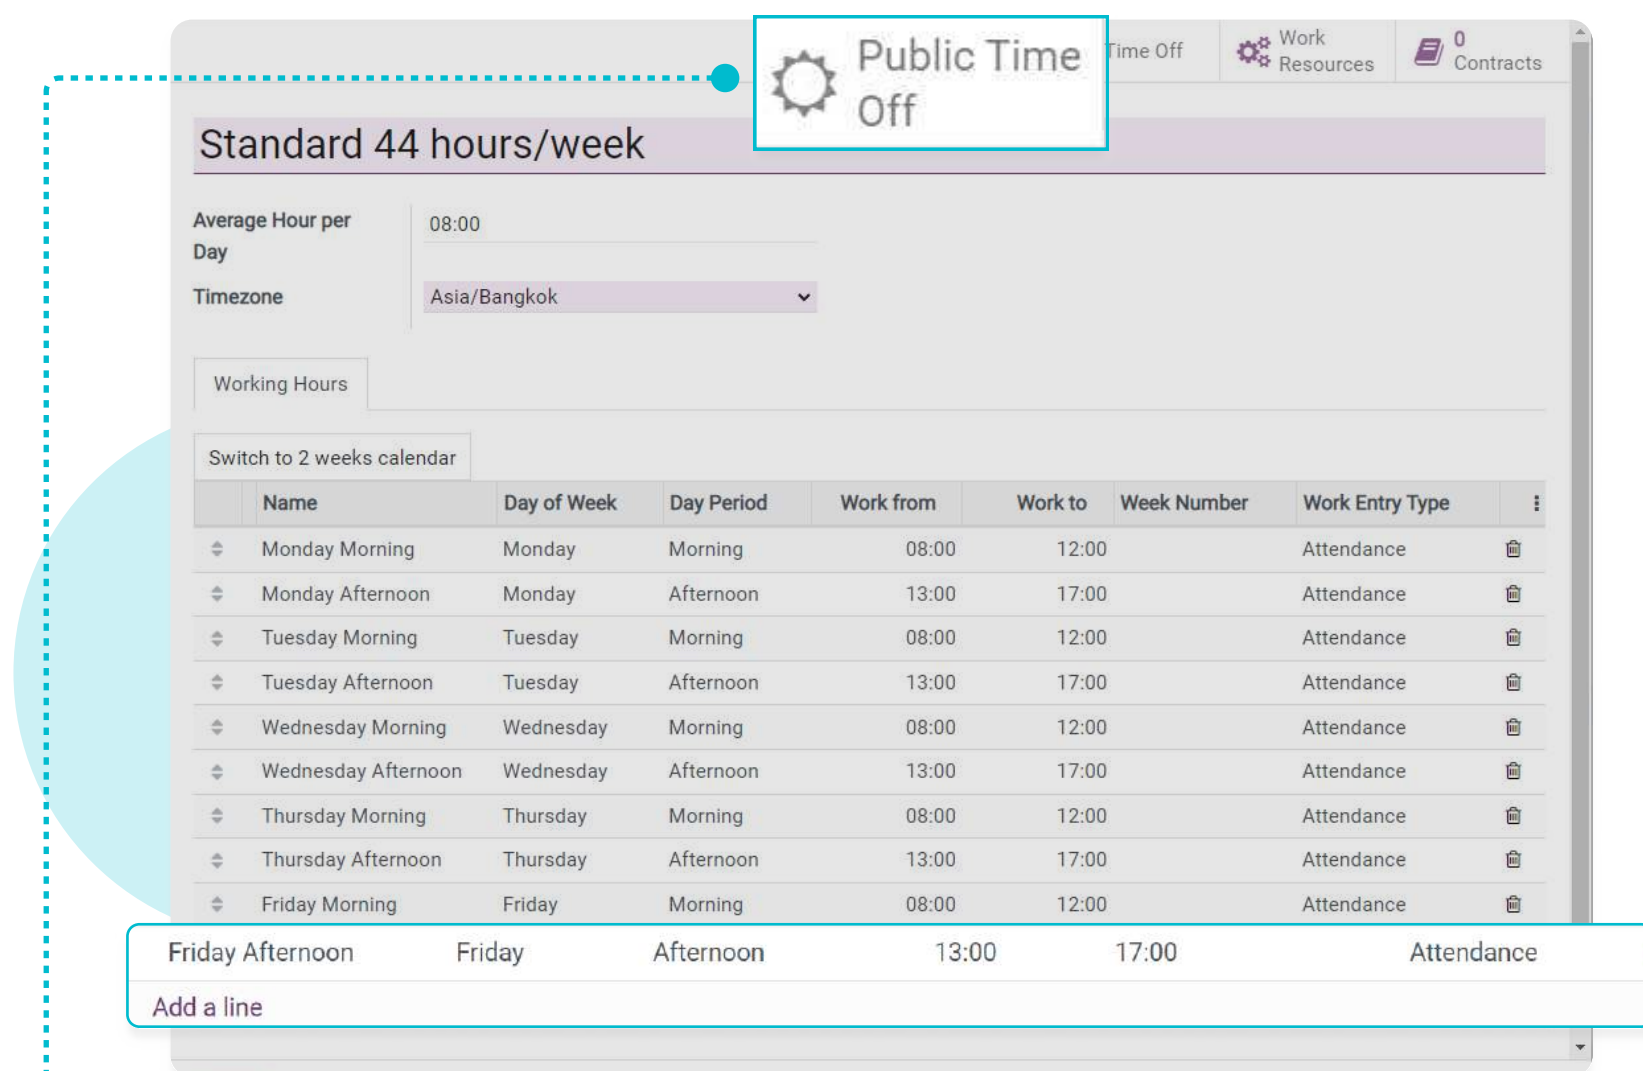 Public Time
Off
Time Off
Work
Resources
0
Contracts
Standard 44 hours/week
Average Hour per
Day
08:00
Timezone
Asia/Bangkok
Working Hours
Switch to 2 weeks calendar
Name Day of Week Day Period Work from Work to Week Number Work Entry Type
Monday Morning Monday Morning 08:00 12:00 Attendance
Monday Afternoon Monday Afternoon 13:00 17:00 Attendance
Tuesday Morning Tuesday Morning 08:00 12:00 Attendance
Tuesday Afternoon Tuesday Afternoon 13:00 17:00 Attendance
Wednesday Morning Wednesday Morning 08:00 12:00 Attendance
Wednesday Afternoon Wednesday Afternoon 13:00 17:00 Attendance
Thursday Morning Thursday Morning 08:00 12:00 Attendance
Thursday Afternoon Thursday Afternoon 13:00 17:00 Attendance
Friday Morning Friday Morning 08:00 12:00 Attendance
Friday Afternoon Friday Afternoon 13:00 17:00 Attendance
Add a line